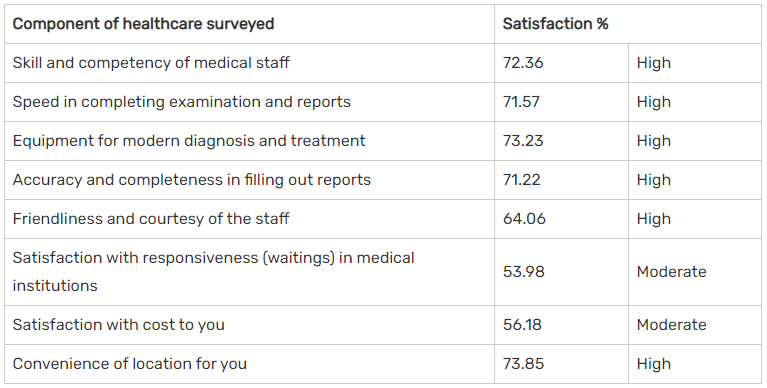 Component of healthcare surveyed Satisfaction %
Skill and competency of medical staff 72.36 High
Speed in completing examination and reports 71.57 High
Equipment for modern diagnosis and treatment 73.23 High
Accuracy and completeness in filling out reports 71.22 High
Friendliness and courtesy of the staff 64.06 High
Satisfaction with responsiveness (waitings) in medical
institutions 53.98 Moderate
Satisfaction with cost to you 56.18 Moderate
Convenience of location for you 73.85 High